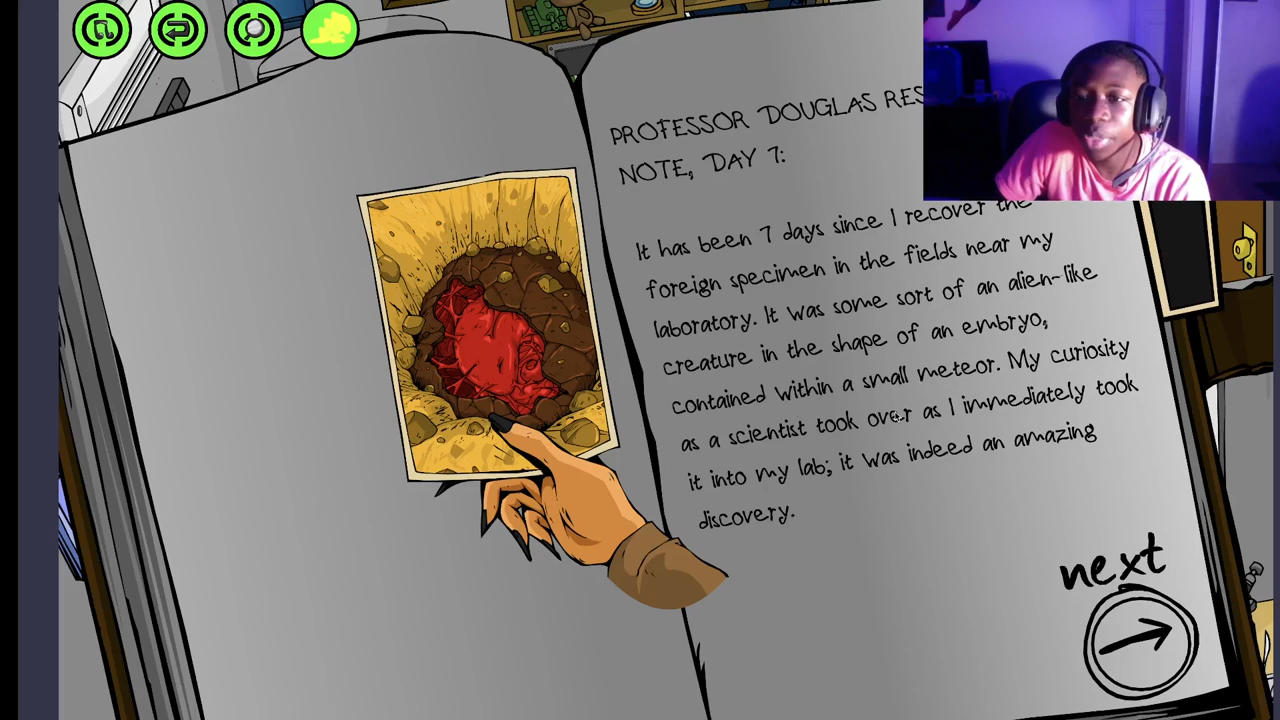 PROFESSOR DOUGLAS RES
NOTE, DAY 7:
It has been 7 days since I recover the
foreign specimen in the fields near my
laboratory. It was some sort of an alien-like
creature in the shape of an embryo,
contained within a small meteor. My curiosity
as a scientist took over as I immediately took
it into my lab; it was indeed an amazing
discovery.
next